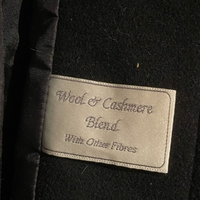 Wool & Cashmere
Blend
With Other Fibres